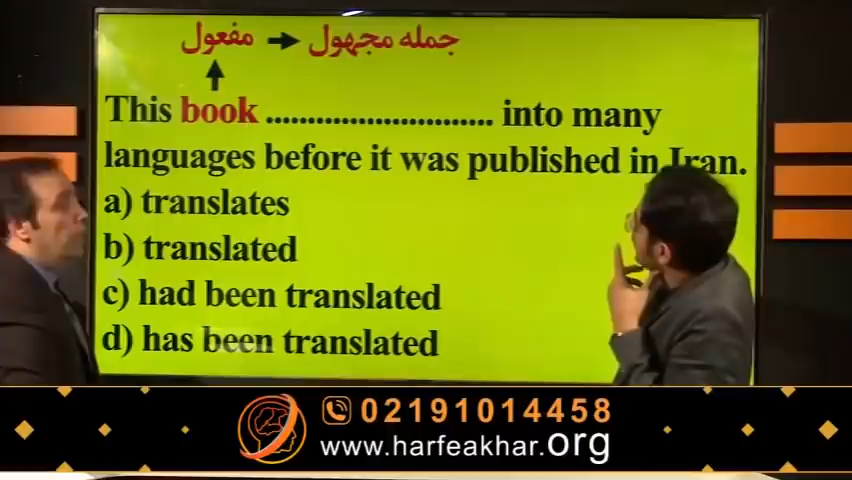 جمله مجهول → مفعول
This book ............................ into many
languages before it was published in Iran.
a) translates
b) translated
c) had been translated
d) has been translated
02191014458
www.harfeakhar.org